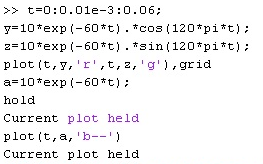 >> t=0:0.01e-3:0.06;
y=10*exp(-60*t).*cos(120*pi*t);
z=10*exp(-60*t).*sin(120*pi*t);
plot(t,y,'r',t,z,'g'),grid
a=10*exp(-60*t);
hold
Current plot held
plot(t,a,'b--')
Current plot held